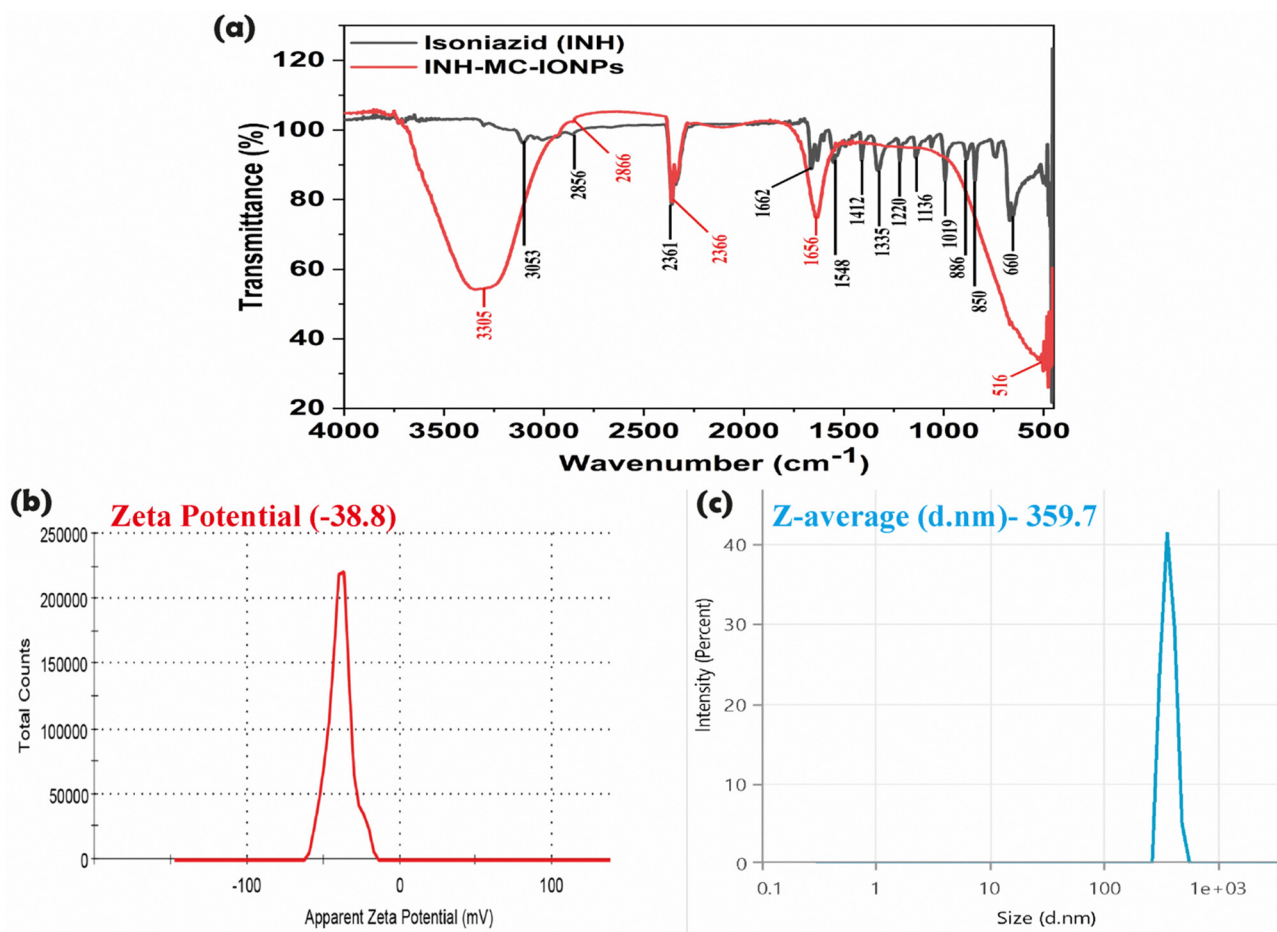 (a)
Isoniazid (INH)
INH-MC-IONPs
Transmittance (%)
120
100
80
60
40
20
3305
3053
2856
2866
2361
2366
1662
1656
1548
1412
1335
1220
1136
1019
886
850
660
516
4000 3500 3000 2500 2000 1500 1000 500
Wavenumber (cm-1)
(b)
Zeta Potential (-38.8)
Total Counts
250000
200000
150000
100000
50000
0
-100 0 100
Apparent Zeta Potential (mV)
(c)
Z-average (d.nm)- 359.7
Intensity (Percent)
40
30
20
10
0
0.1 1 10 100 1e+03
Size (d.nm)